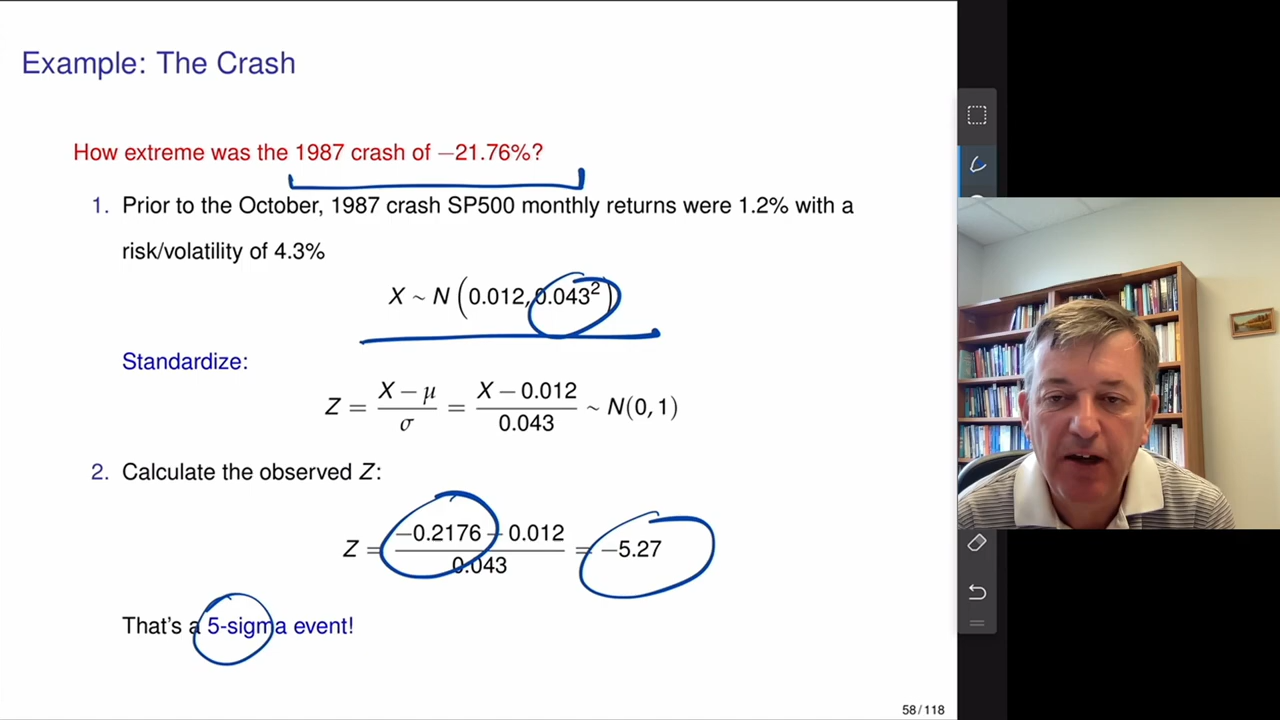 Example: The Crash
How extreme was the 1987 crash of −21.76%?
1. Prior to the October, 1987 crash SP500 monthly returns were 1.2% with a
risk/volatility of 4.3%
X ~ N (0.012, 0.043²)
Standardize:
Z = (X − μ)/σ = (X − 0.012)/0.043 ~ N(0, 1)
2. Calculate the observed Z:
Z = (−0.2176 − 0.012)/0.043 = −5.27
That's a 5-sigma event!
58 / 118